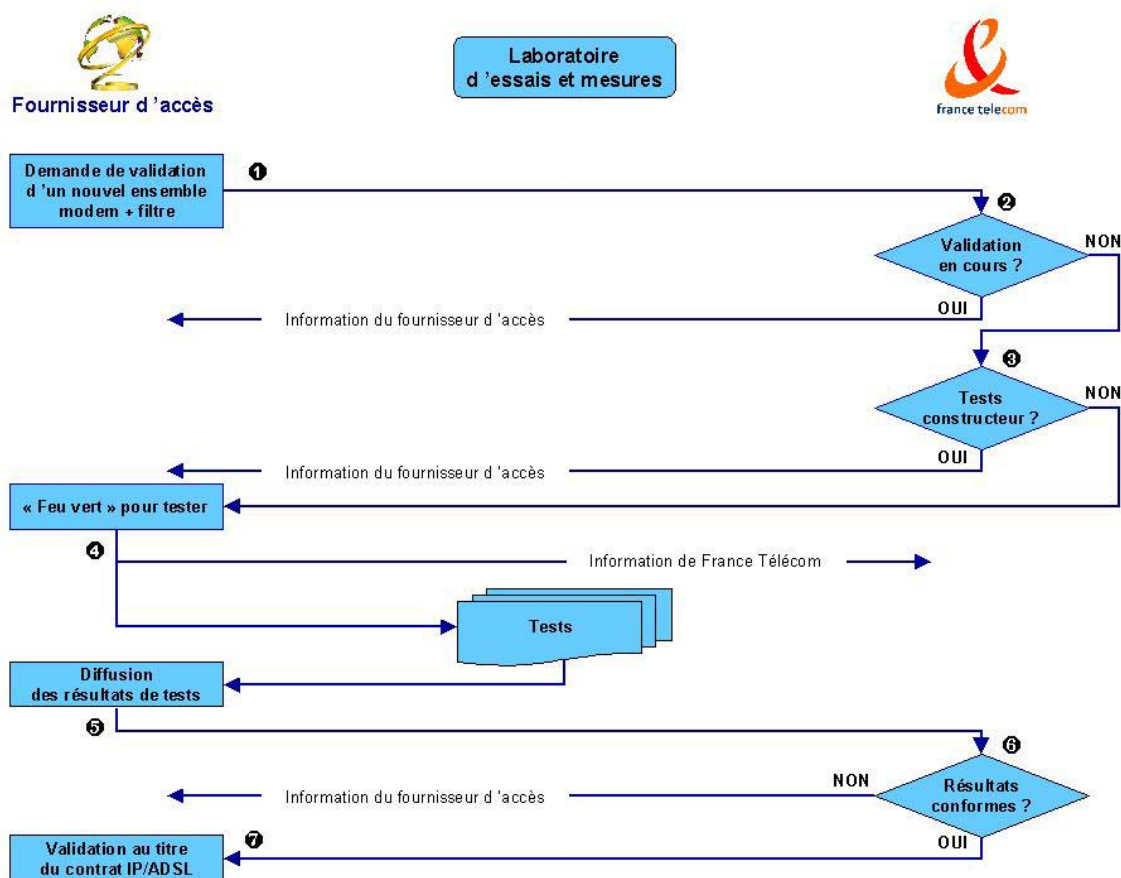 Fournisseur d 'accès
Laboratoire
d 'essais et mesures
france telecom
Demande de validation
d 'un nouvel ensemble
modem + filtre
1
2
Validation
en cours ?
NON
OUI
Information du fournisseur d 'accès
3
Tests
constructeur ?
NON
OUI
Information du fournisseur d 'accès
« Feu vert » pour tester
4
Information de France Télécom
Tests
Diffusion
des résultats de tests
5
6
Résultats
conformes ?
NON
Information du fournisseur d 'accès
OUI
7
Validation au titre
du contrat IP/ADSL